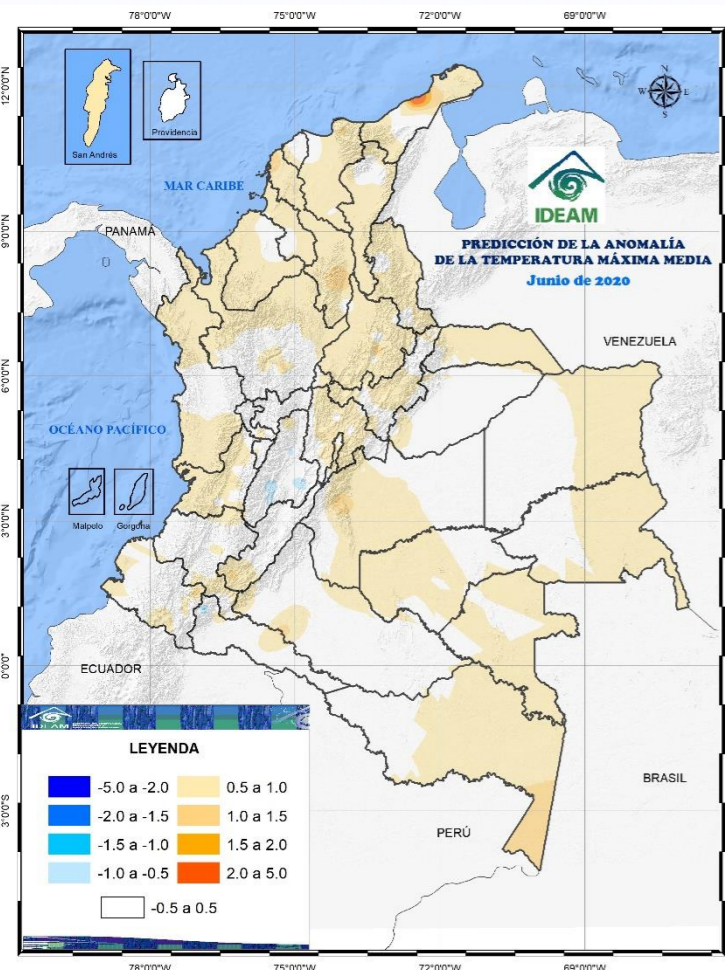 78°0'0"W 75°0'0"W 72°0'0"W 69°0'0"W
12°0'0"N
9°0'0"N
6°0'0"N
3°0'0"N
0°0'0"
3°0'0"S
San Andrés
Providencia
N
W E
S
MAR CARIBE
IDEAM
PREDICCIÓN DE LA ANOMALÍA
DE LA TEMPERATURA MÁXIMA MEDIA
Junio de 2020
PANAMÁ
VENEZUELA
OCÉANO PACÍFICO
Malpelo
Gorgona
ECUADOR
BRASIL
PERÚ
IDEAM
LEYENDA
-5.0 a -2.0 0.5 a 1.0
-2.0 a -1.5 1.0 a 1.5
-1.5 a -1.0 1.5 a 2.0
-1.0 a -0.5 2.0 a 5.0
-0.5 a 0.5
78°0'0"W 75°0'0"W 72°0'0"W 69°0'0"W